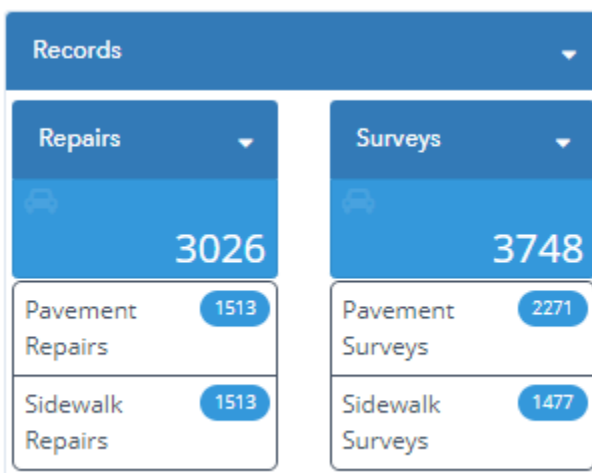 Records
Repairs
3026
Pavement
Repairs
1513
Sidewalk
Repairs
1513
Surveys
3748
Pavement
Surveys
2271
Sidewalk
Surveys
1477